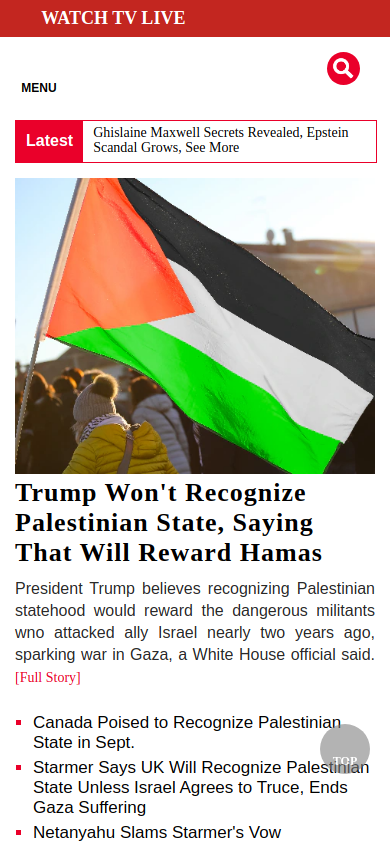 WATCH TV LIVE
MENU
Latest
Ghislaine Maxwell Secrets Revealed, Epstein
Scandal Grows, See More
Trump Won't Recognize
Palestinian State, Saying
That Will Reward Hamas
President Trump believes recognizing Palestinian
statehood would reward the dangerous militants
wno attacked ally Israel nearly two years ago,
sparking war in Gaza, a White House official said.
[Full Story]
Canada Poised to Recognize Palestinian
State in Sept.
Starmer Says UK Will Recognize Palestinian
State Unless Israel Agrees to Truce, Ends
Gaza Suffering
Netanyahu Slams Starmer's Vow
TOP